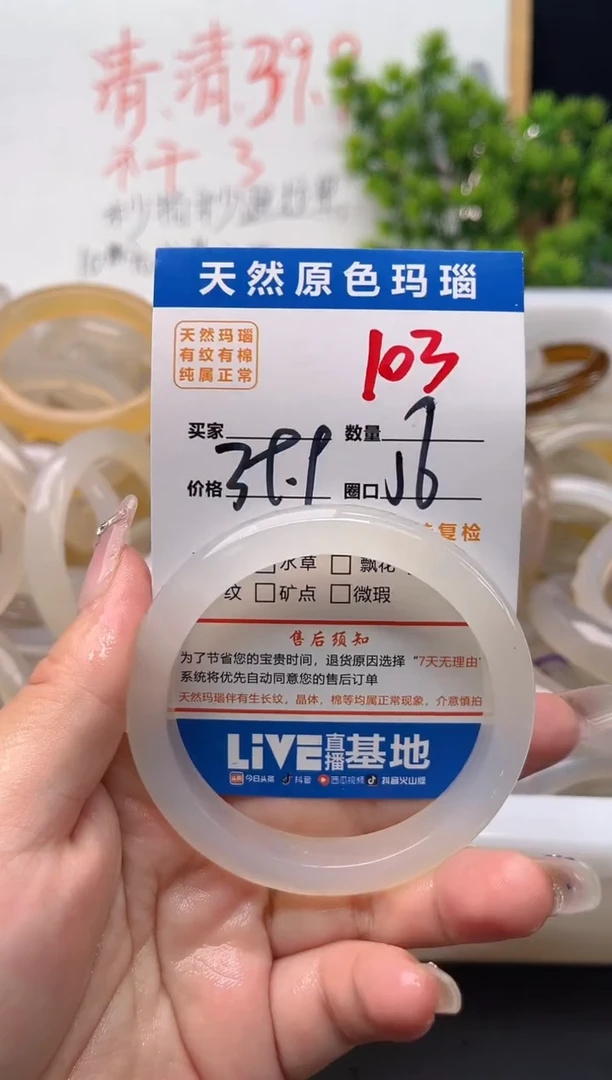 清.清39.9
天然原色玛瑙
天然玛瑙
有纹有棉
纯属正常
103
买家 数量 1
价格 39.9 圈口 56
复检
水草 □飘花
纹 □矿点 □微瑕
售后须知
为了节省您的宝贵时间，退货原因选择“7天无理由”
系统将优先自动同意您的售后订单
天然玛瑙伴有生长纹，晶体，棉等均属正常现象，介意慎拍
LiVE直播基地
头条 今日头条 抖音 西瓜视频 抖音火山版